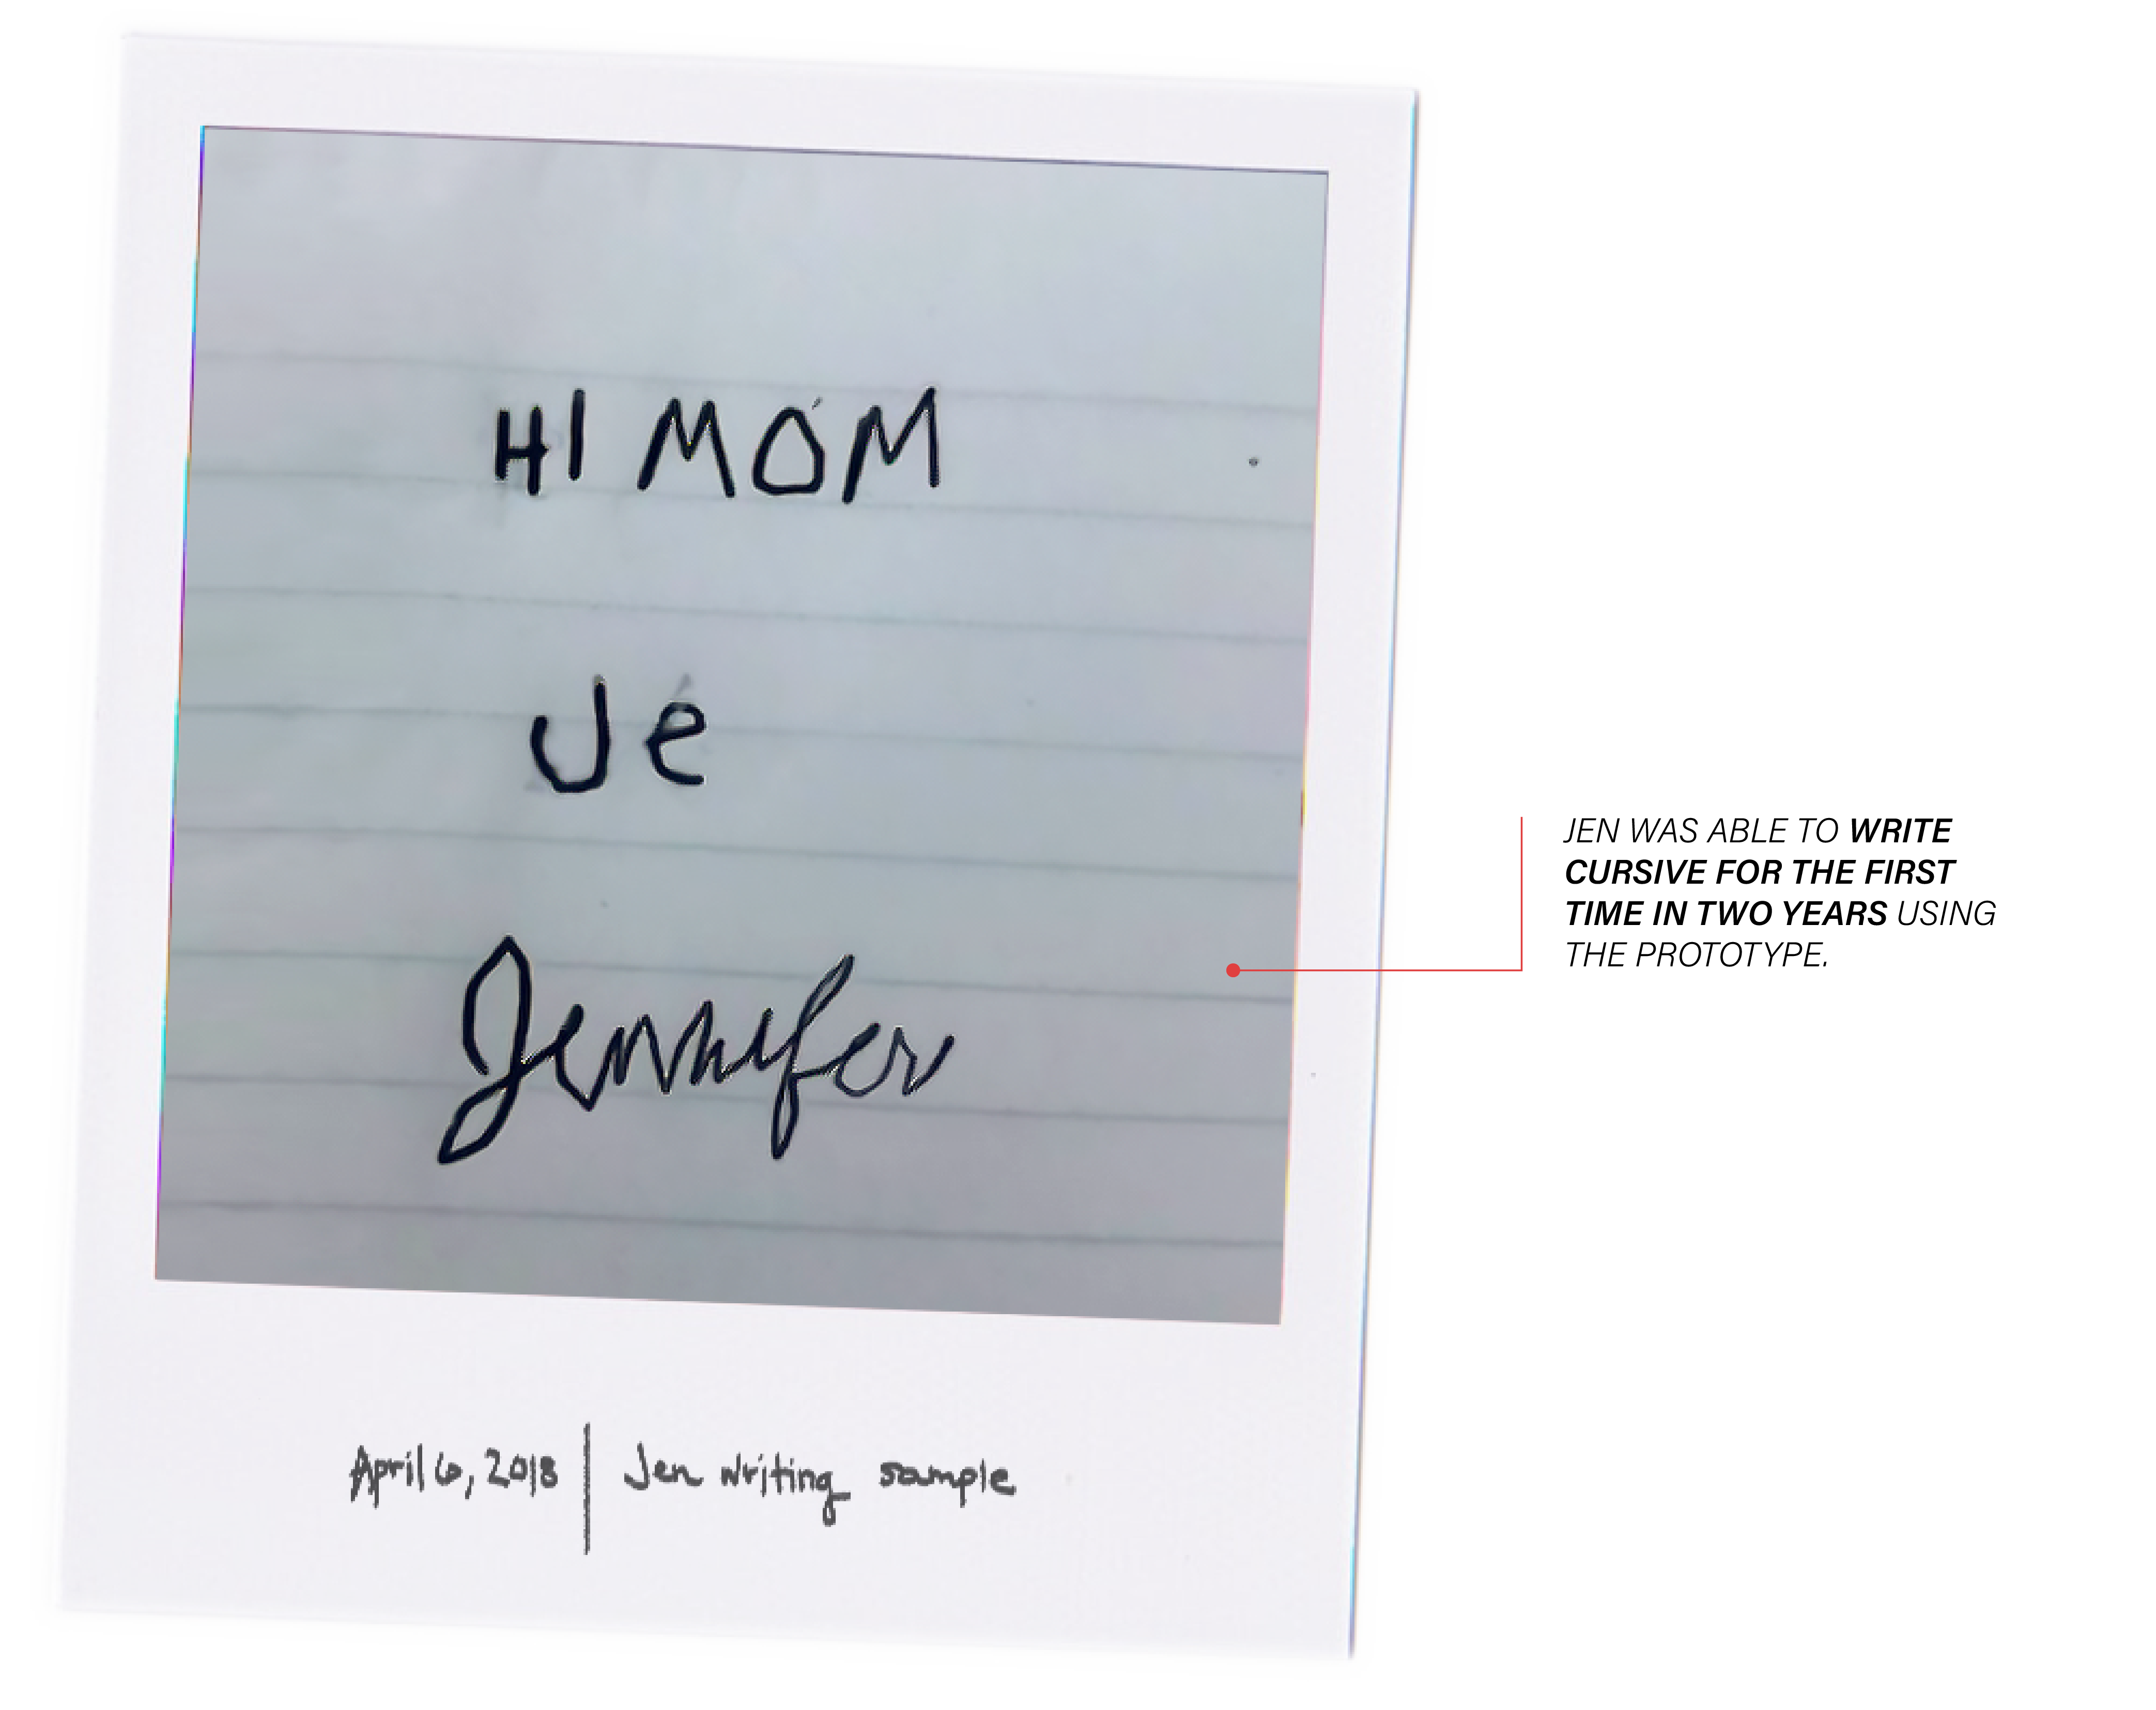 HI MOM
Je
Jennifer
JEN WAS ABLE TO WRITE
CURSIVE FOR THE FIRST
TIME IN TWO YEARS USING
THE PROTOTYPE.
April 6, 2018 | Jen writing sample